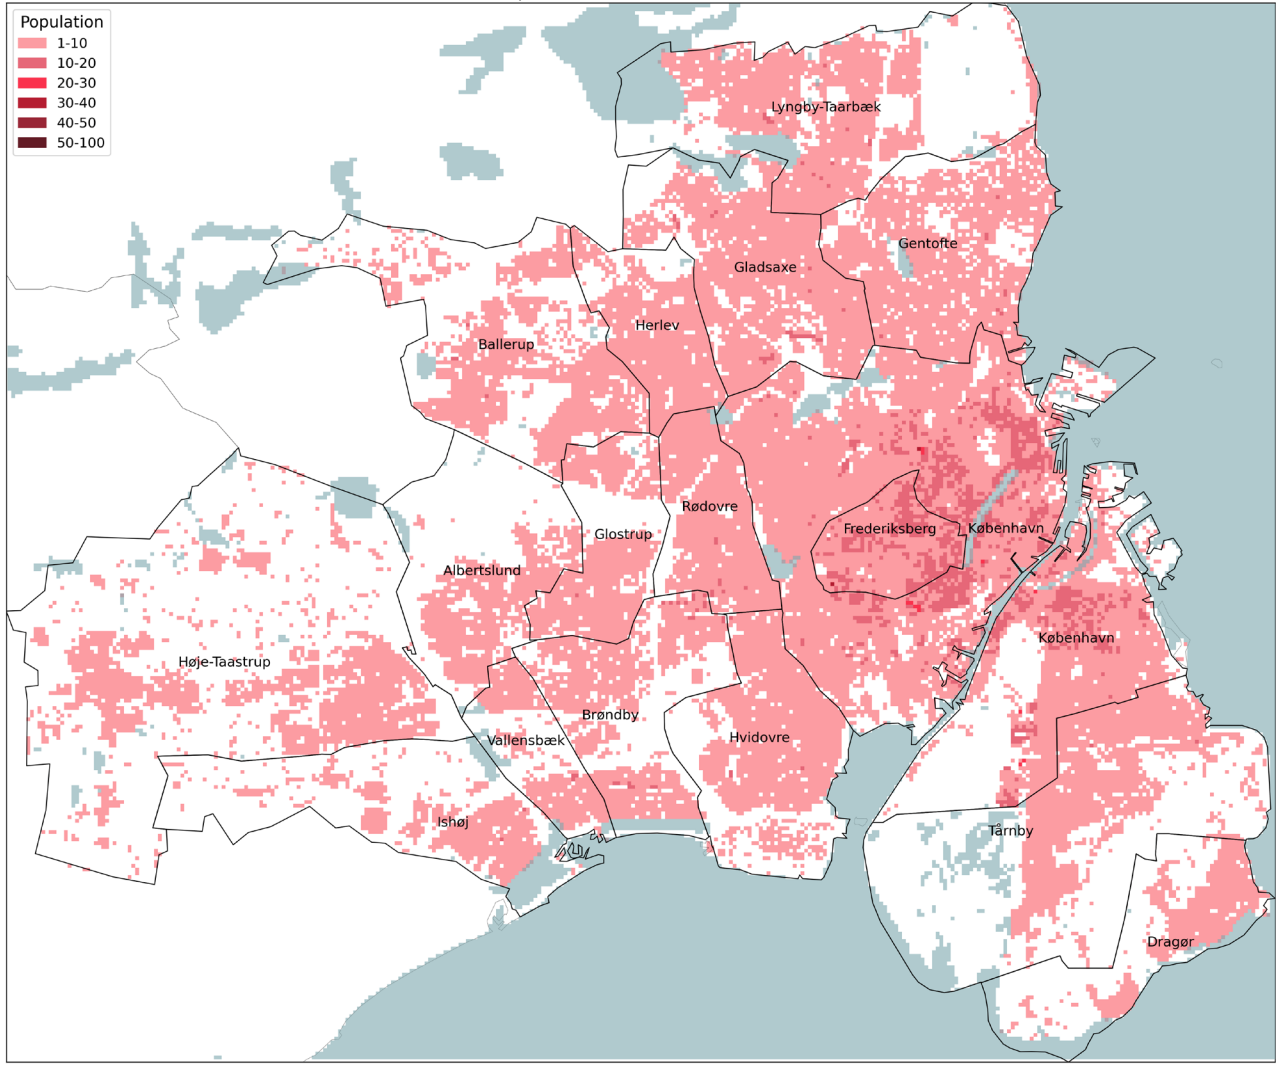 Population
1-10
10-20
20-30
30-40
40-50
50-100
Lyngby-Taarbæk
Gentofte
Gladsaxe
Herlev
Ballerup
Rødovre
Frederiksberg
København
Glostrup
Albertslund
København
Høje-Taastrup
Brøndby
Hvidovre
Vallensbæk
Ishøj
Tårnby
Dragør